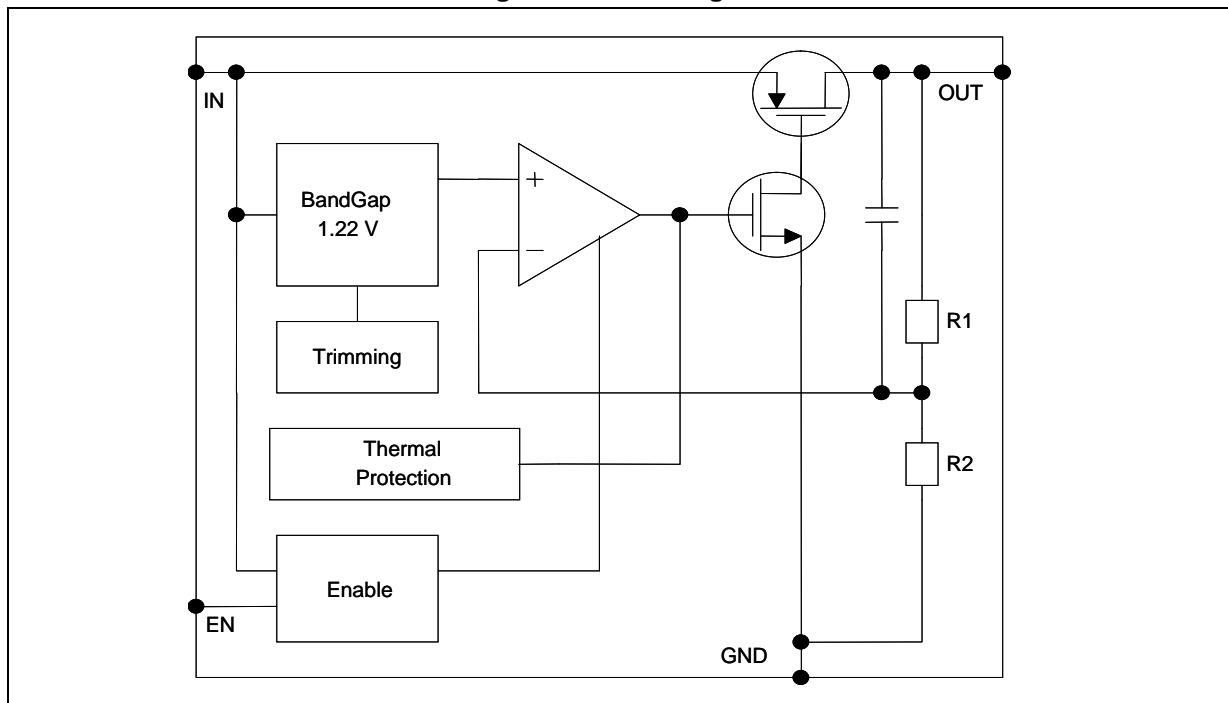 IN
OUT
BandGap
1.22 V
+
−
R1
Trimming
Thermal
Protection
R2
Enable
EN
GND